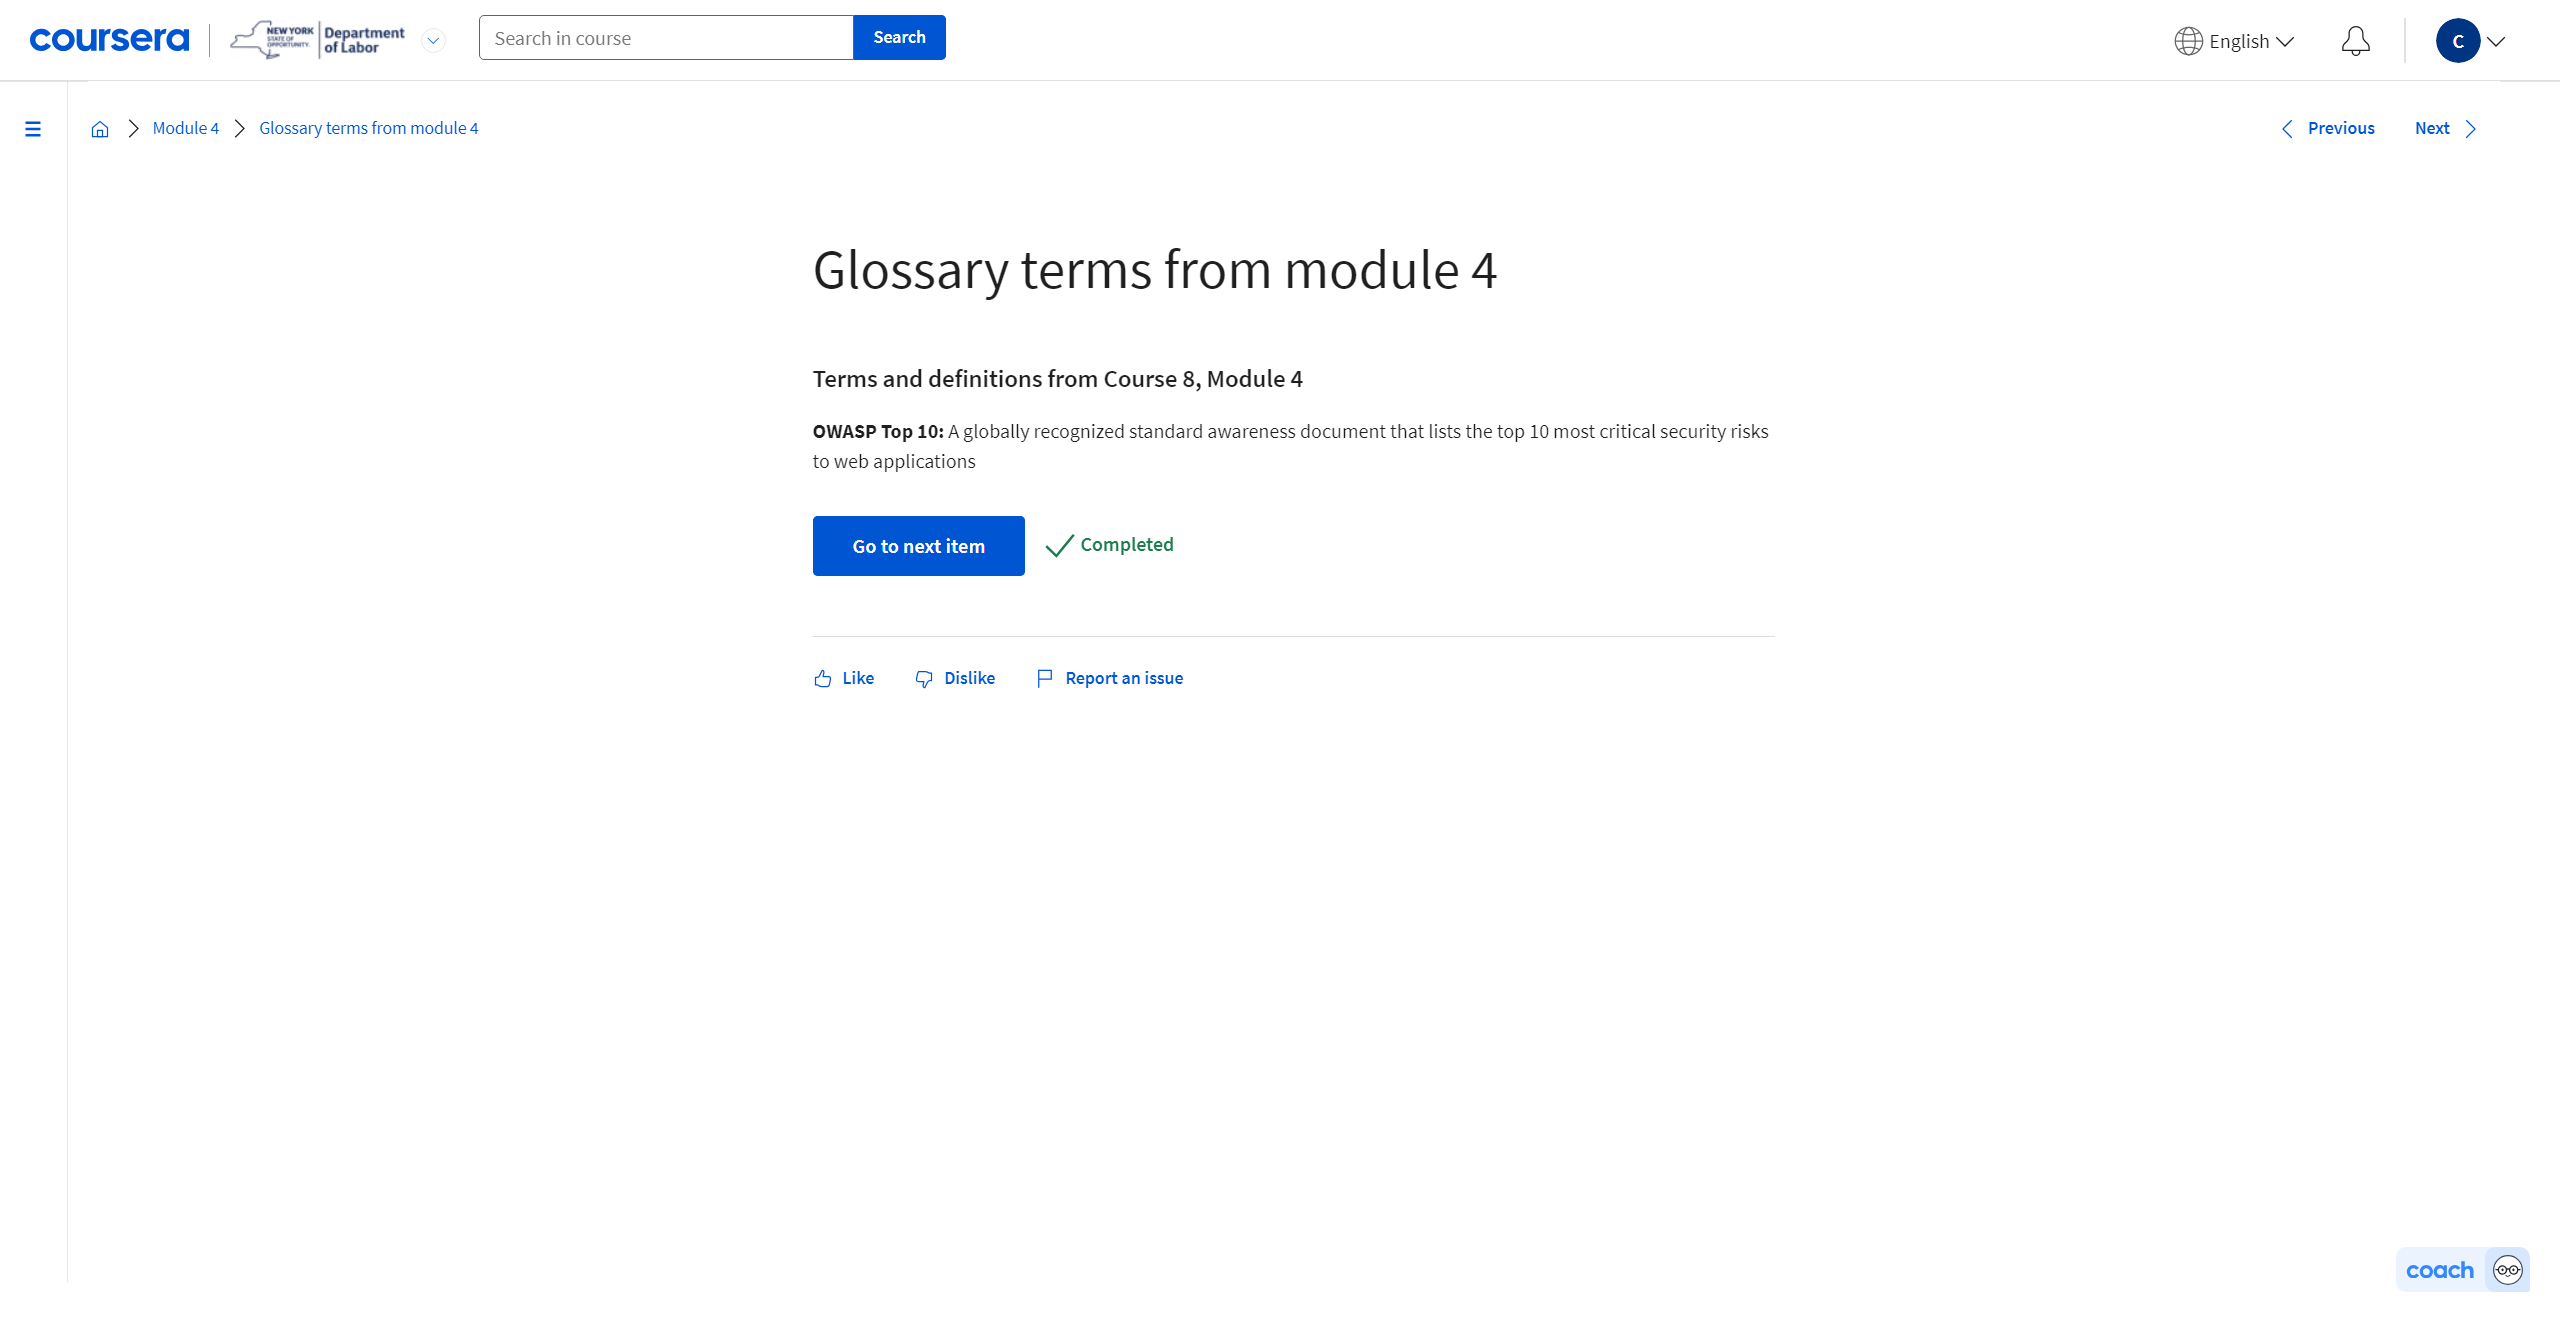 coursera
NEW YORK
STATE OF
OPPORTUNITY.
Department
of Labor
Search in course
Search
English
C
Module 4
Glossary terms from module 4
Previous
Next
Glossary terms from module 4
Terms and definitions from Course 8, Module 4
OWASP Top 10: A globally recognized standard awareness document that lists the top 10 most critical security risks
to web applications
Go to next item
Completed
Like
Dislike
Report an issue
coach